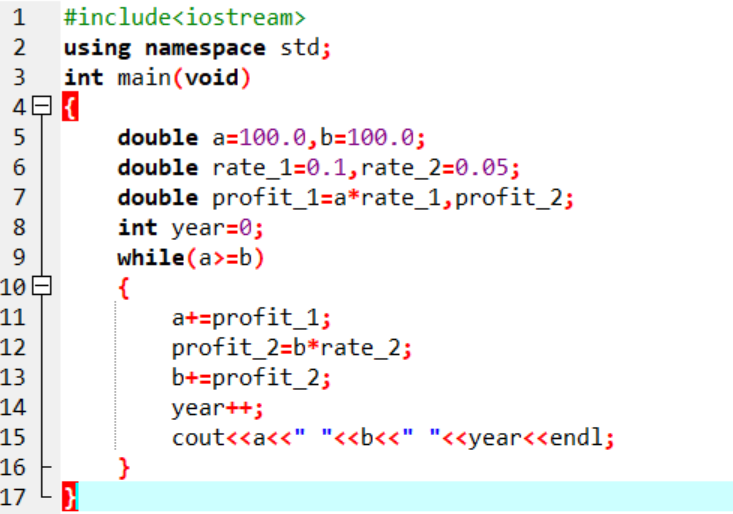 1 #include<iostream>
2 using namespace std;
3 int main(void)
4 {
5 double a=100.0,b=100.0;
6 double rate_1=0.1,rate_2=0.05;
7 double profit_1=a*rate_1,profit_2;
8 int year=0;
9 while(a>=b)
10 {
11 a+=profit_1;
12 profit_2=b*rate_2;
13 b+=profit_2;
14 year++;
15 cout<<a<<" "<<b<<" "<<year<<endl;
16 }
17 }